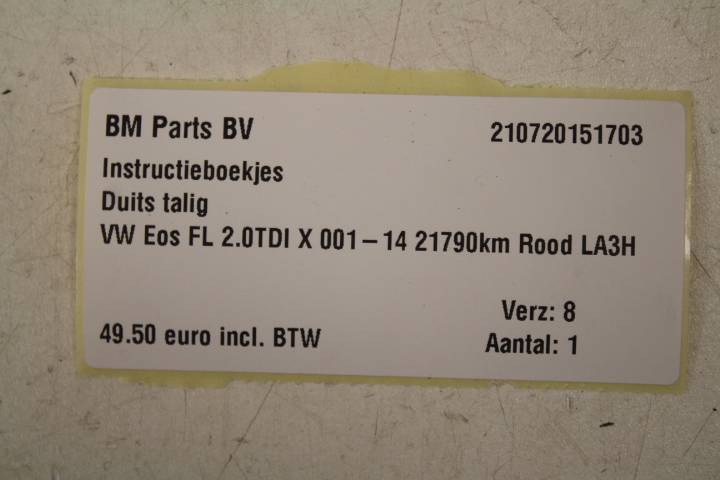 BM Parts BV 210720151703
Instructieboekjes
Duits talig
VW Eos FL 2.0TDI X 001-14 21790km Rood LA3H
Verz: 8
49.50 euro incl. BTW Aantal: 1